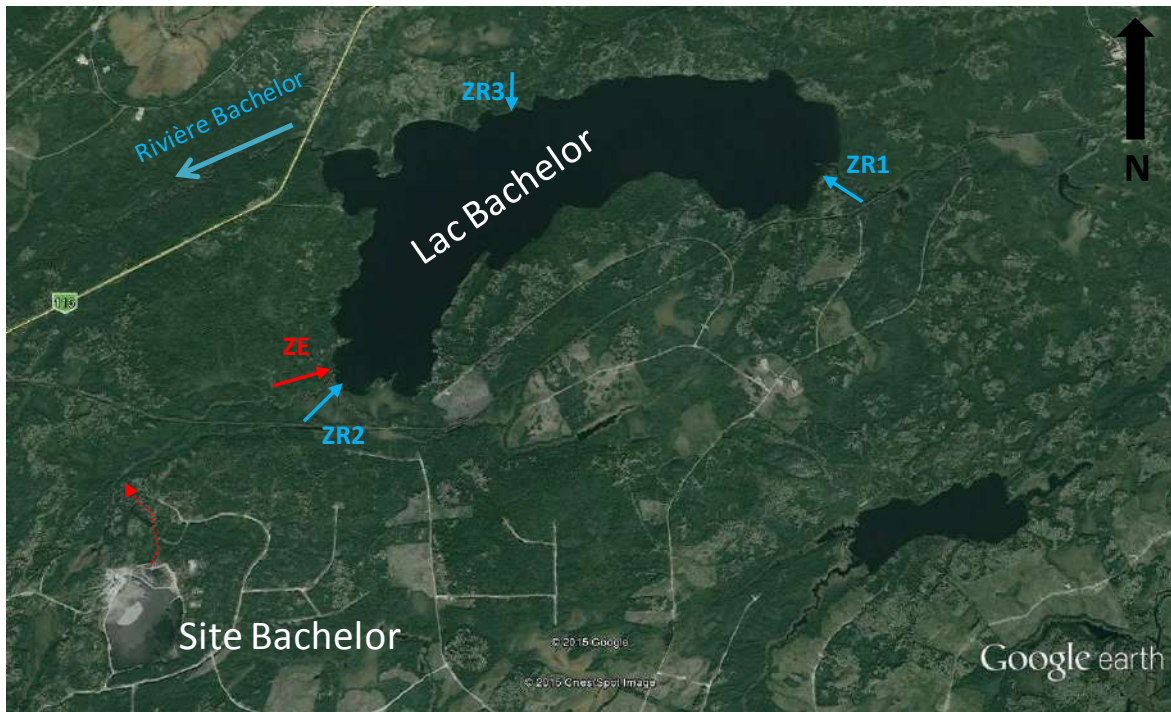 ZR3
Rivière Bachelor
ZR1
N
Lac Bachelor
113
ZE
ZR2
Site Bachelor
© 2015 Google
© 2015 Cnes/Spot Image
Google earth